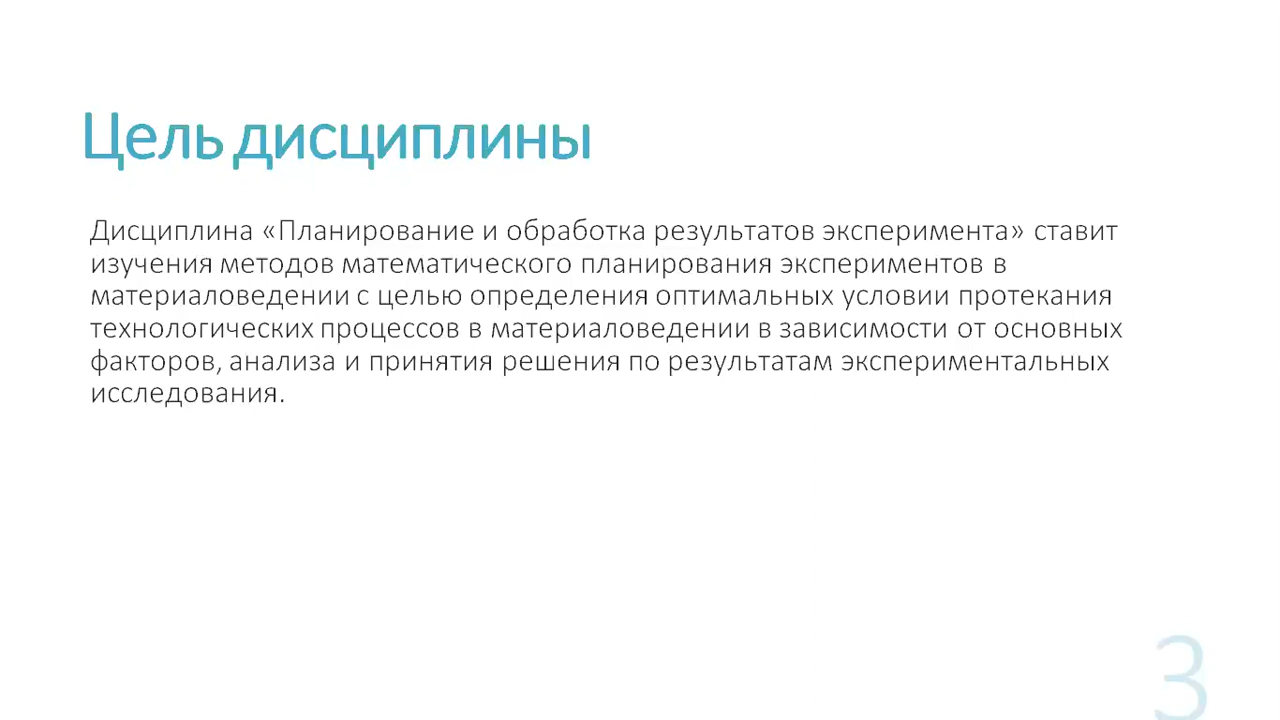 Цель дисциплины
Дисциплина «Планирование и обработка результатов эксперимента» ставит
изучения методов математического планирования экспериментов в
материаловедении с целью определения оптимальных условии протекания
технологических процессов в материаловедении в зависимости от основных
факторов, анализа и принятия решения по результатам экспериментальных
исследования.
3